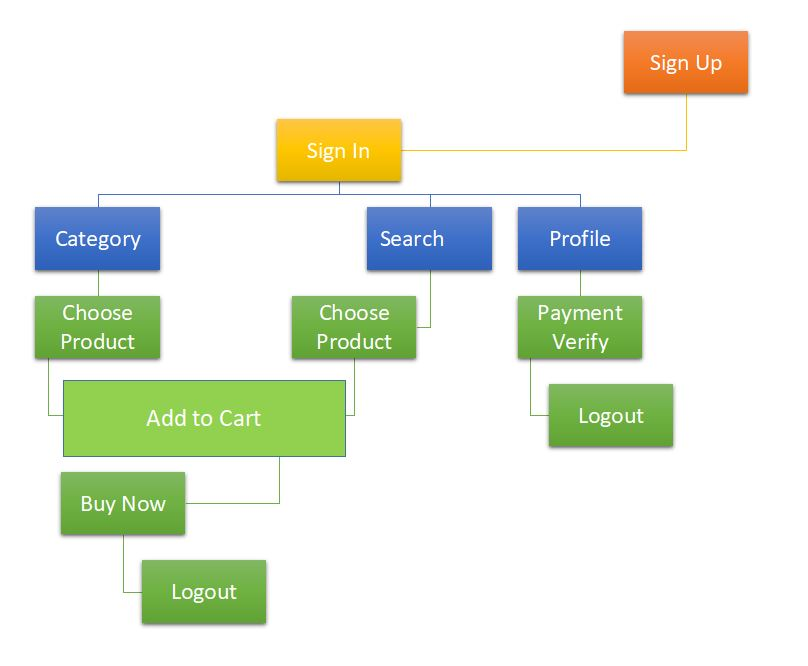 Sign Up
Sign In
Category
Search
Profile
Choose
Product
Choose
Product
Payment
Verify
Add to Cart
Logout
Buy Now
Logout